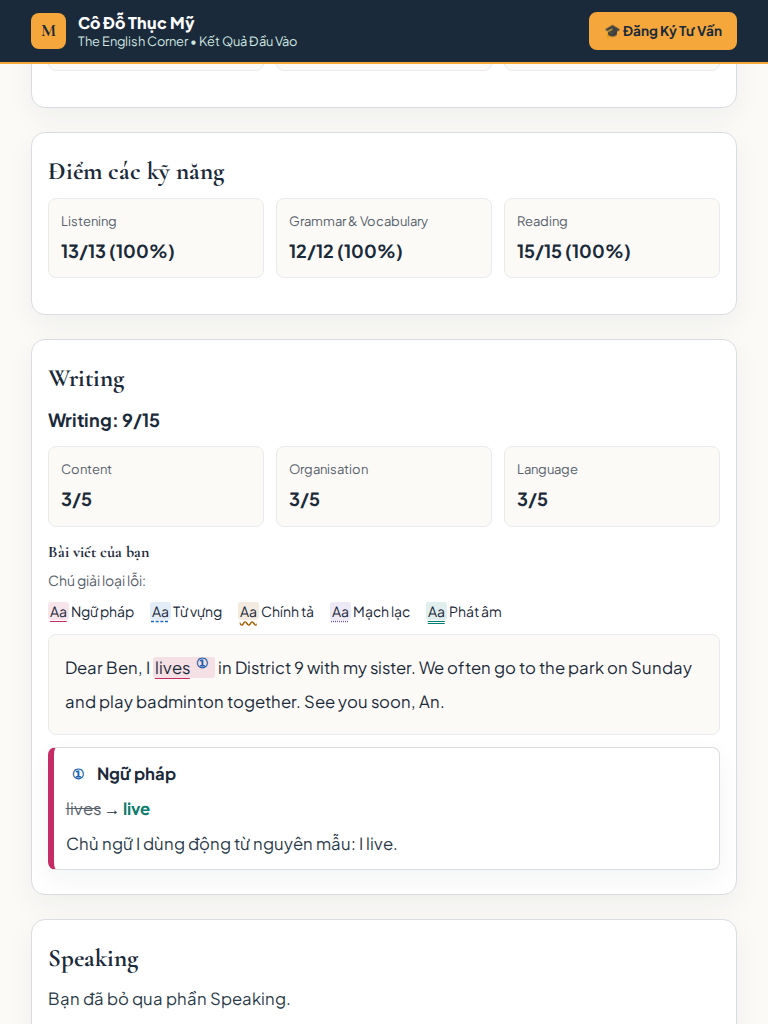 M
Cô Đỗ Thục Mỹ
The English Corner • Kết Quả Đầu Vào
🎓 Đăng Ký Tư Vấn
Điểm các kỹ năng
Listening
13/13 (100%)
Grammar & Vocabulary
12/12 (100%)
Reading
15/15 (100%)
Writing
Writing: 9/15
Content
3/5
Organisation
3/5
Language
3/5
Bài viết của bạn
Chú giải loại lỗi:
Aa Ngữ pháp Aa Từ vựng Aa Chính tả Aa Mạch lạc Aa Phát âm
Dear Ben, I lives ① in District 9 with my sister. We often go to the park on Sunday
and play badminton together. See you soon, An.
① Ngữ pháp
lives → live
Chủ ngữ I dùng động từ nguyên mẫu: I live.
Speaking
Bạn đã bỏ qua phần Speaking.